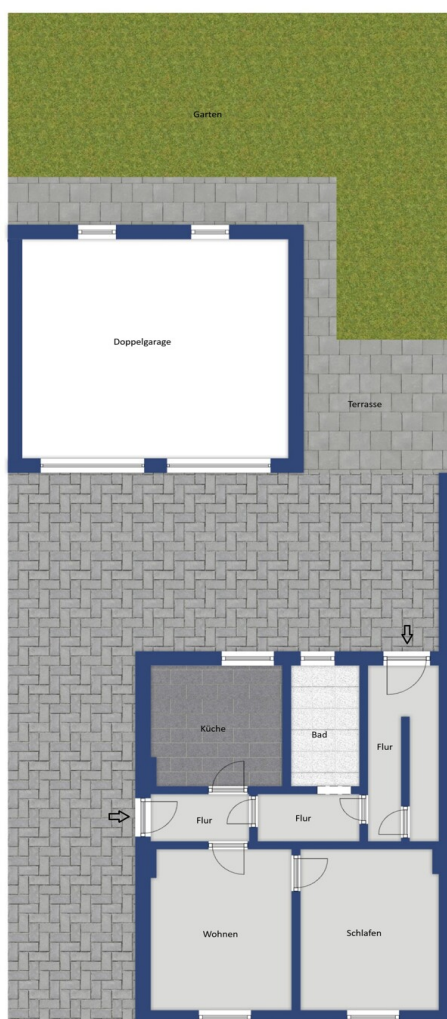 Garten
Doppelgarage
Terrasse
Küche
Bad
Flur
Flur
Flur
Wohnen
Schlafen